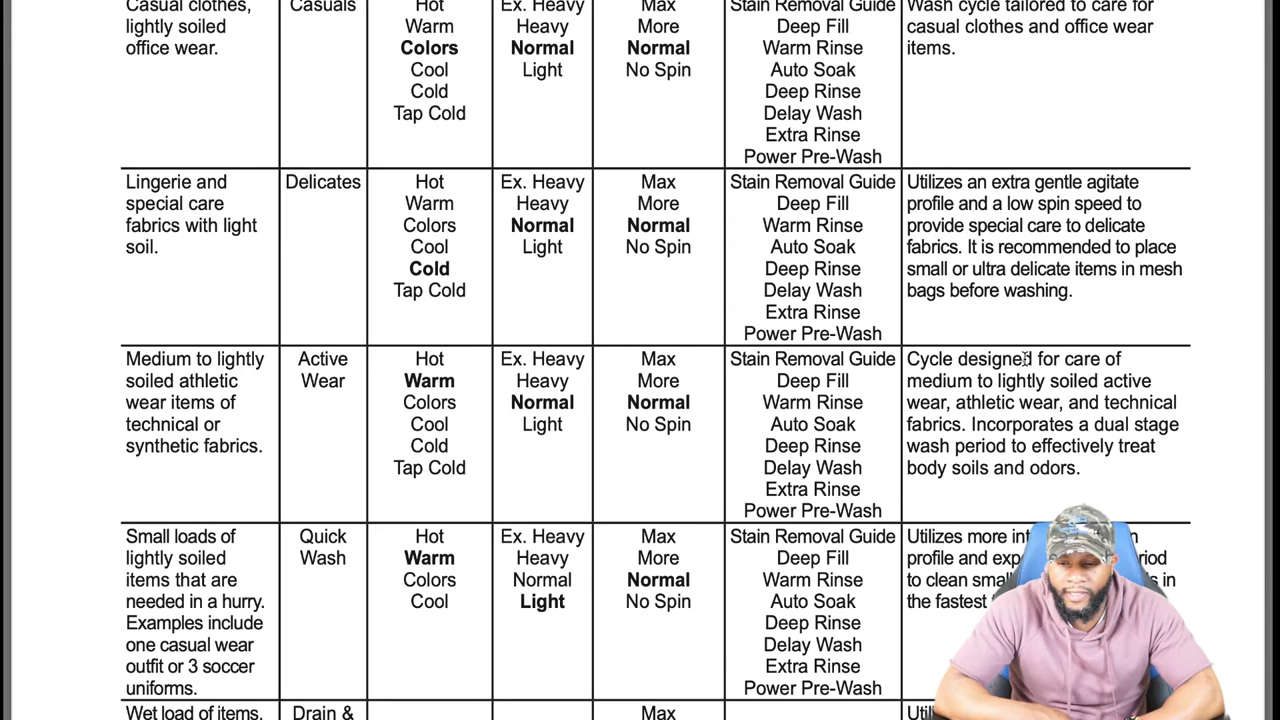 Casual clothes,
lightly soiled
office wear.
Casuals
Hot
Warm
Colors
Cool
Cold
Tap Cold
Ex. Heavy
Heavy
Normal
Light
Max
More
Normal
No Spin
Stain Removal Guide
Deep Fill
Warm Rinse
Auto Soak
Deep Rinse
Delay Wash
Extra Rinse
Power Pre-Wash
Wash cycle tailored to care for
casual clothes and office wear
items.
Lingerie and
special care
fabrics with light
soil.
Delicates
Hot
Warm
Colors
Cool
Cold
Tap Cold
Ex. Heavy
Heavy
Normal
Light
Max
More
Normal
No Spin
Stain Removal Guide
Deep Fill
Warm Rinse
Auto Soak
Deep Rinse
Delay Wash
Extra Rinse
Power Pre-Wash
Utilizes an extra gentle agitate
profile and a low spin speed to
provide special care to delicate
fabrics. It is recommended to place
small or ultra delicate items in mesh
bags before washing.
Medium to lightly
soiled athletic
wear items of
technical or
synthetic fabrics.
Active
Wear
Hot
Warm
Colors
Cool
Cold
Tap Cold
Ex. Heavy
Heavy
Normal
Light
Max
More
Normal
No Spin
Stain Removal Guide
Deep Fill
Warm Rinse
Auto Soak
Deep Rinse
Delay Wash
Extra Rinse
Power Pre-Wash
Cycle designed for care of
medium to lightly soiled active
wear, athletic wear, and technical
fabrics. Incorporates a dual stage
wash period to effectively treat
body soils and odors.
Small loads of
lightly soiled
items that are
needed in a hurry.
Examples include
one casual wear
outfit or 3 soccer
uniforms.
Quick
Wash
Hot
Warm
Colors
Cool
Ex. Heavy
Heavy
Normal
Light
Max
More
Normal
No Spin
Stain Removal Guide
Deep Fill
Warm Rinse
Auto Soak
Deep Rinse
Delay Wash
Extra Rinse
Power Pre-Wash
Utilizes more
profile and
to clean in
the fastest
Wet load of items.
Drain &
Max